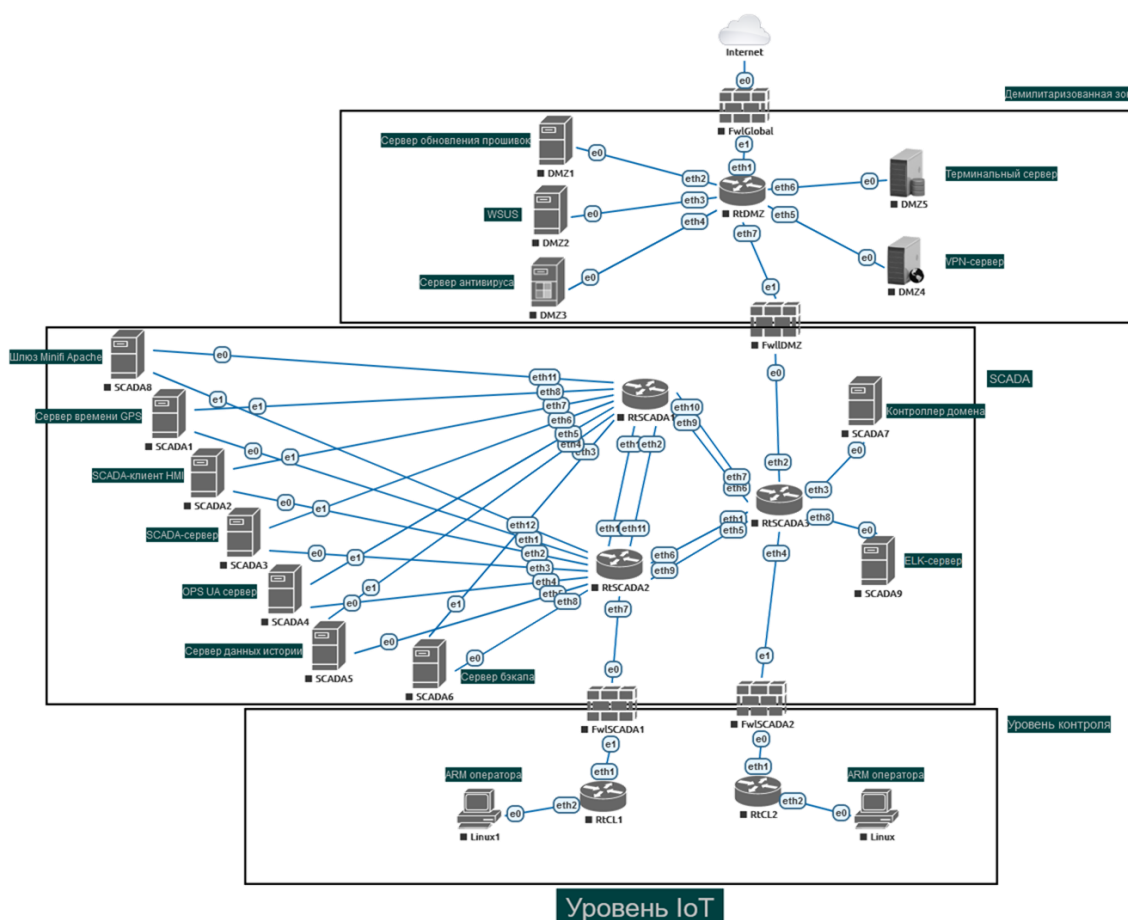 Internet
e0
Демилитаризованная зо
FwlGlobal
e1
Сервер обновления прошивок
e0
eth1
DMZ1
eth2
eth6
e0
Терминальный сервер
WSUS
e0
eth3
RtDMZ
DMZ5
DMZ2
eth4
eth5
eth7
Сервер антивируса
e0
e0
VPN-сервер
DMZ3
e1
DMZ4
FwllDMZ
Шлюз Minifi Apache
e0
SCADA
SCADA8
e0
eth11
e1
eth8
RtSCADA1
eth10
Сервер времени GPS
e1
eth7
eth9
Контроллер домена
SCADA1
eth6
SCADA7
e0
eth5
eth4
eth3
eth2
e0
e1
SCADA-клиент HMI
eth2
eth7
eth3
SCADA2
e0
eth6
RtSCADA3
eth8
SCADA-сервер
e1
eth12
eth11
eth5
e0
SCADA3
e0
eth1
eth2
eth6
eth4
ELK-сервер
e1
eth3
eth9
SCADA9
OPS UA сервер
eth4
RtSCADA2
SCADA4
e0
e1
e1
eth8
eth7
Сервер данных истории
e0
e0
Сервер бэкапа
e0
e1
SCADA5
SCADA6
FwlSCADA1
FwlSCADA2
Уровень контроля
e1
e0
ARM оператора
eth1
eth1
ARM оператора
e0
eth2
eth2
e0
Linux1
RtCL1
RtCL2
Linux
Уровень IoT